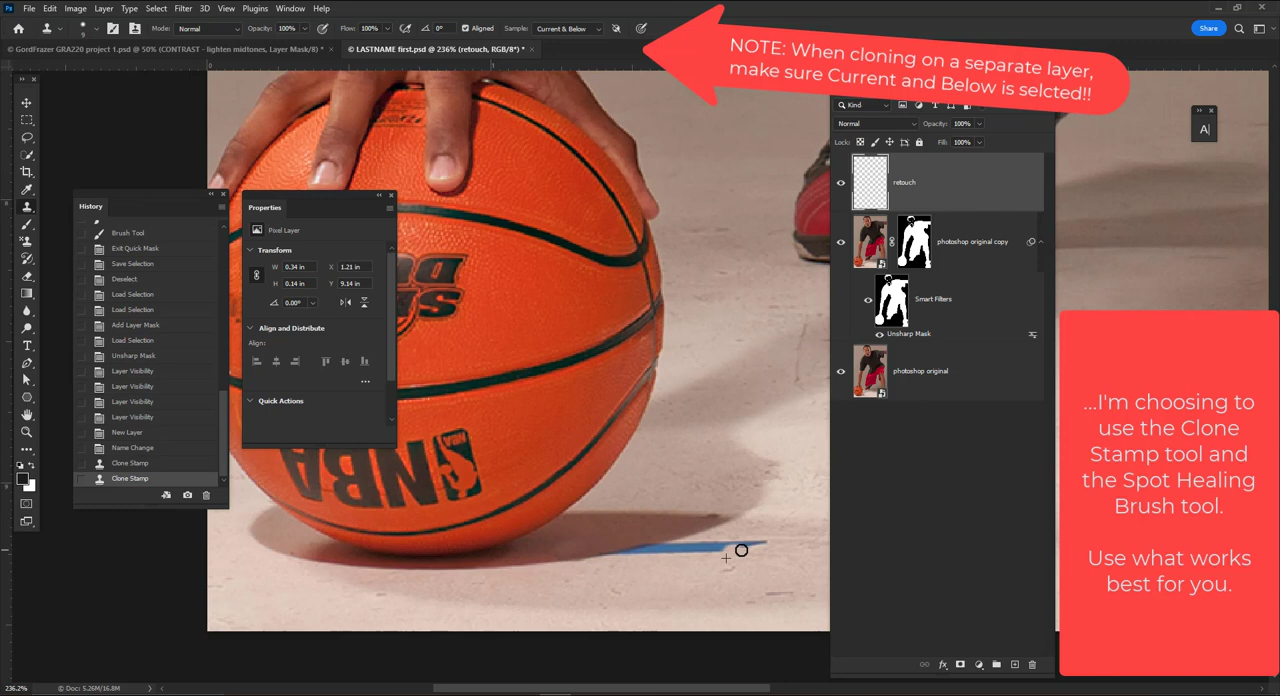 File Edit Image Layer Type Select Filter 3D View Plugins Window Help
Mode: Normal Opacity: 100% Flow: 100% 0° Aligned Sample: Current & Below
Share
© GordFrazer GRA220 project 1.psd @ 50% (CONTRAST - lighten midtones, Layer Mask/8) *
© LASTNAME first.psd @ 236% (retouch, RGB/8*) *
NOTE: When cloning on a separate layer,
make sure Current and Below is selcted!!
0
1
History
Brush Tool
Exit Quick Mask
Save Selection
Deselect
Load Selection
Load Selection
Add Layer Mask
Load Selection
Unsharp Mask
Layer Visibility
Layer Visibility
Layer Visibility
Layer Visibility
New Layer
Name Change
Clone Stamp
Clone Stamp
Properties
Pixel Layer
Transform
W 0.34 in X 1.21 in
H 0.14 in Y 9.14 in
0.00°
Align and Distribute
Align:
Quick Actions
NBA
NBA
Kind
Normal Opacity: 100%
Lock: Fill: 100%
retouch
photoshop original copy
Smart Filters
Unsharp Mask
photoshop original
A
...I'm choosing to
use the Clone
Stamp tool and
the Spot Healing
Brush tool.
Use what works
best for you.
236.2% © Doc: 5.26M/16.8M